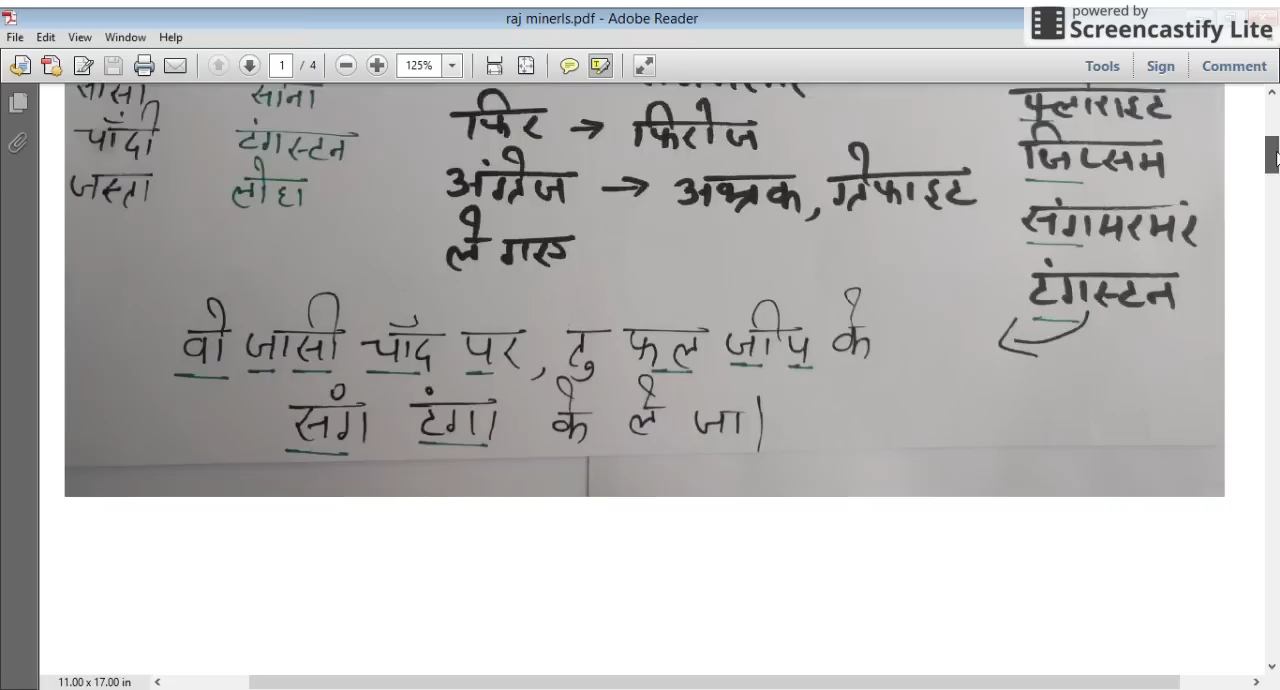 raj minerls.pdf - Adobe Reader
powered by
Screencastify Lite
File Edit View Window Help
1 / 4 125% Tools Sign Comment
सोना
चाँदी टंगस्टन
जस्ता लोहा
फिर → फिरोज
अंग्रेज → अभ्रक, ग्रेफाइट
ले गए
फ्लोराइट
जिप्सम
संगमरमर
टंगस्टन
वो जासी चाँद पर, टु फल जीप के
संग टंगा के ले जा|
11.00 x 17.00 in